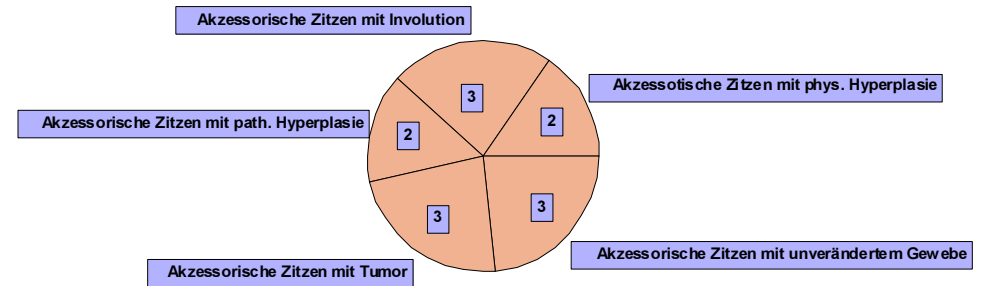 Akzessorische Zitzen mit Involution
Akzessotische Zitzen mit phys. Hyperplasie
3
Akzessorische Zitzen mit path. Hyperplasie
2
2
3
3
Akzessorische Zitzen mit unverändertem Gewebe
Akzessorische Zitzen mit Tumor